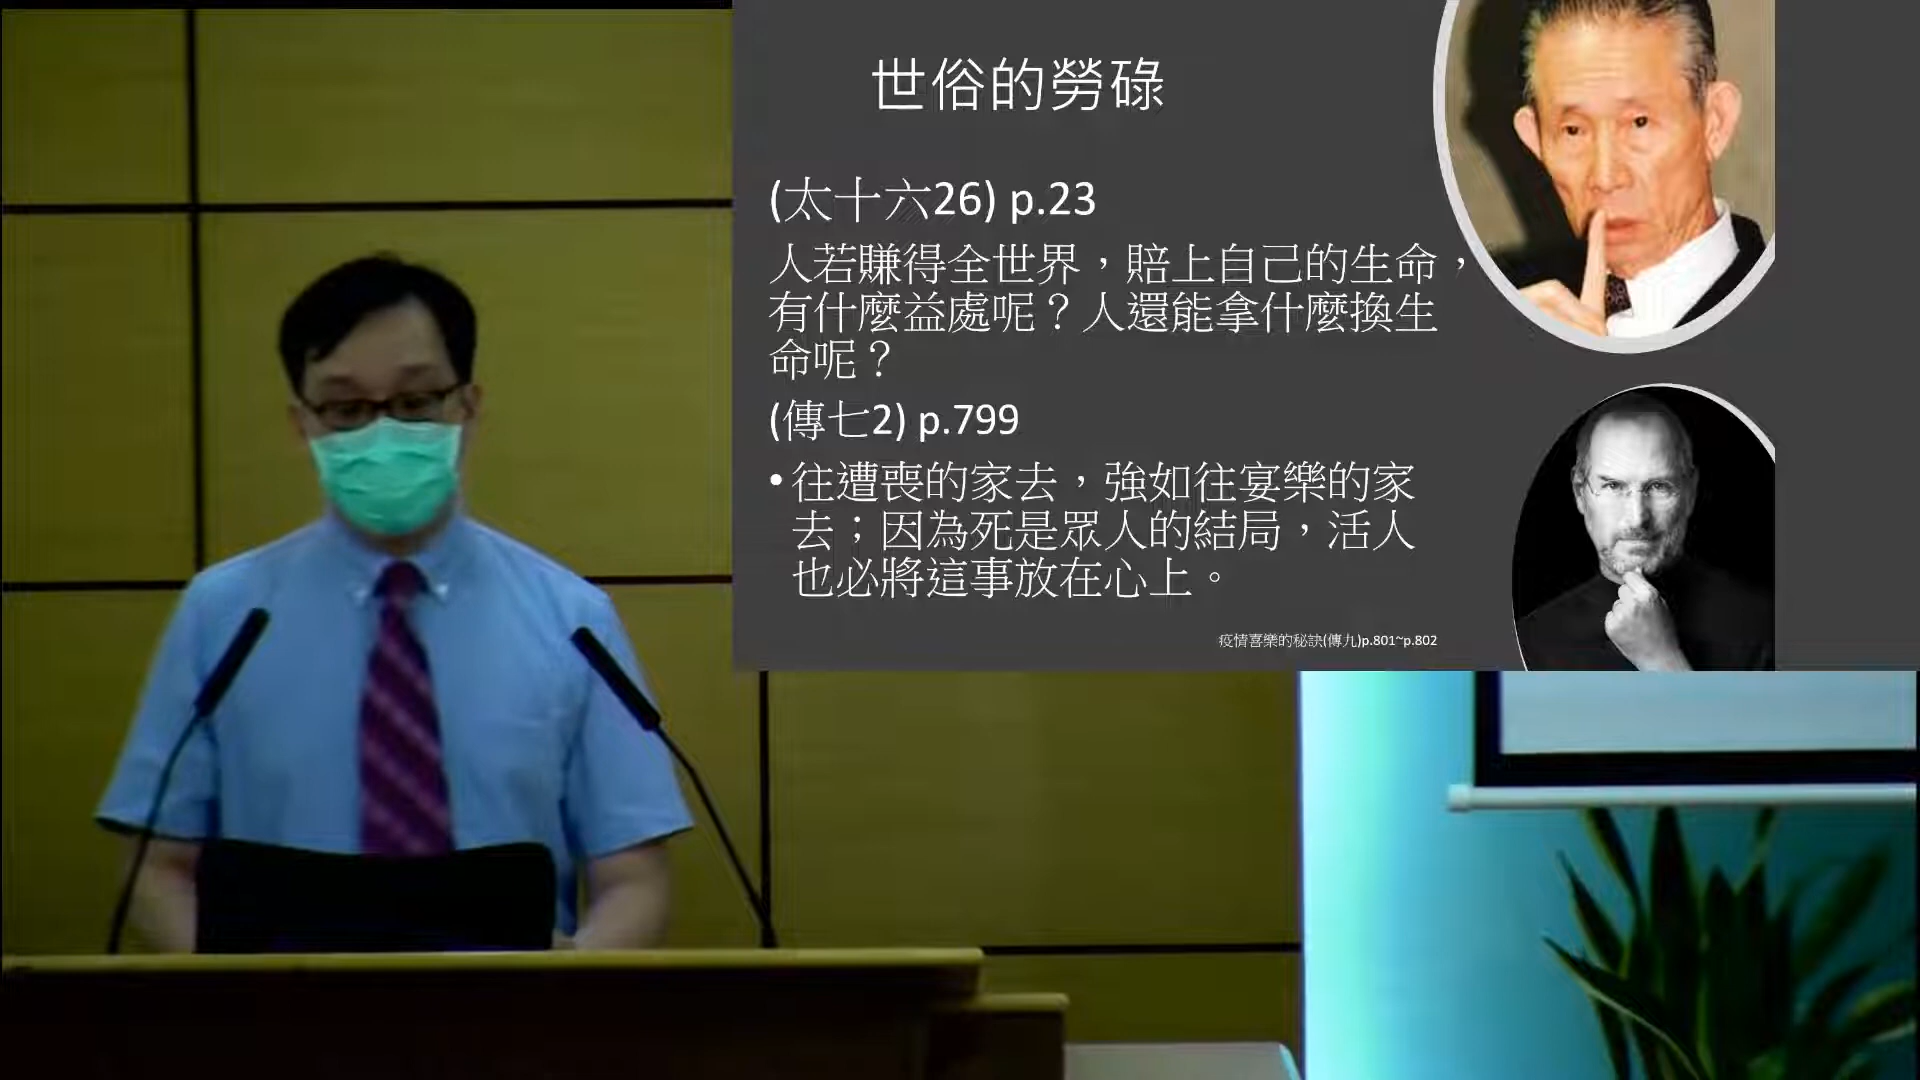 世俗的勞碌
(太十六26) p.23
人若賺得全世界，賠上自己的生命，
有什麼益處呢？人還能拿什麼換生
命呢？
(傳七2) p.799
•往遭喪的家去，強如往宴樂的家
去；因為死是眾人的結局，活人
也必將這事放在心上。
疫情喜樂的秘訣(傳九)p.801~p.802